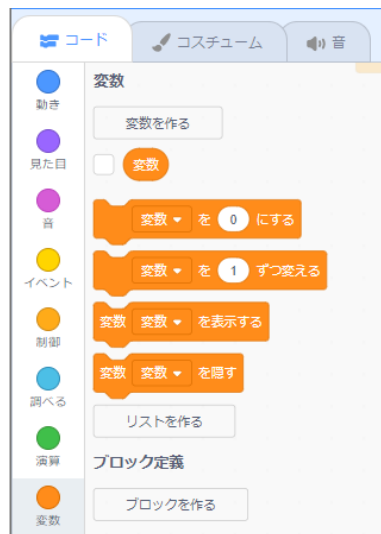 コード コスチューム 音
動き
見た目
音
イベント
制御
調べる
演算
変数
変数
変数を作る
変数
変数 を 0 にする
変数 を 1 ずつ変える
変数 変数 を表示する
変数 変数 を隠す
リストを作る
ブロック定義
ブロックを作る